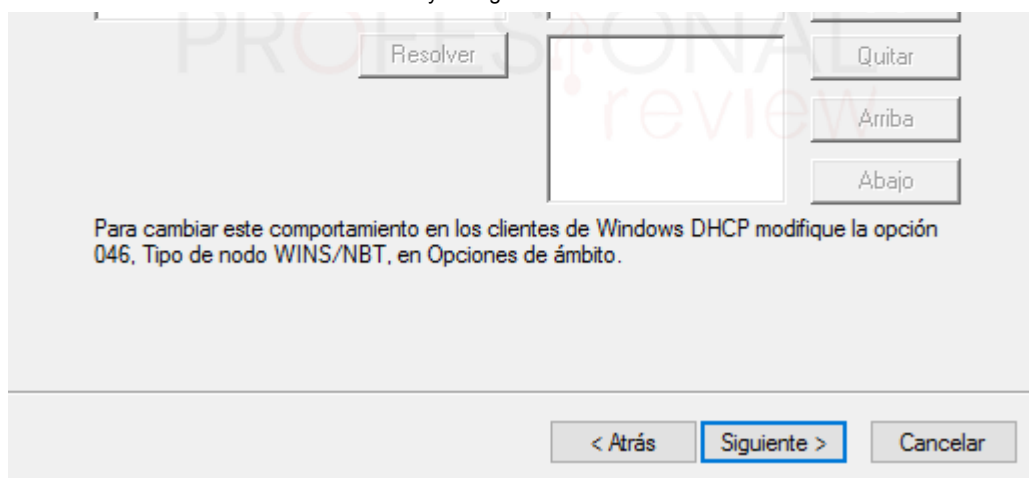 PROFESIONAL
review
Resolver
Quitar
Arriba
Abajo
Para cambiar este comportamiento en los clientes de Windows DHCP modifique la opción
046, Tipo de nodo WINS/NBT, en Opciones de ámbito.
< Atrás
Siguiente >
Cancelar